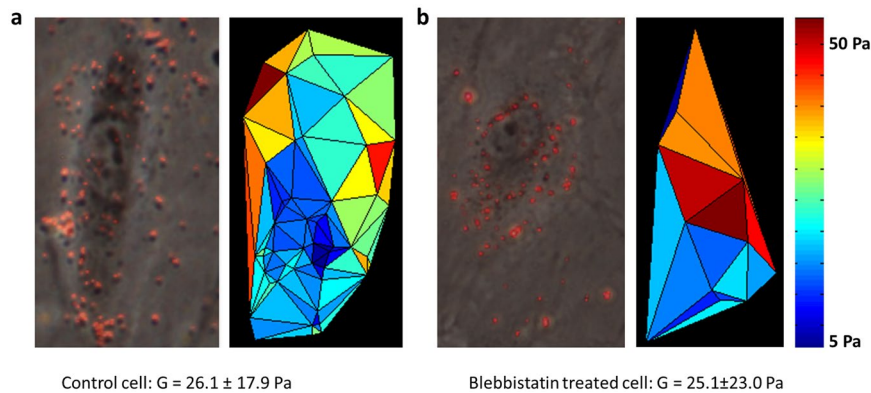 a
b
50 Pa
5 Pa
Control cell: G = 26.1 ± 17.9 Pa
Blebbistatin treated cell: G = 25.1±23.0 Pa